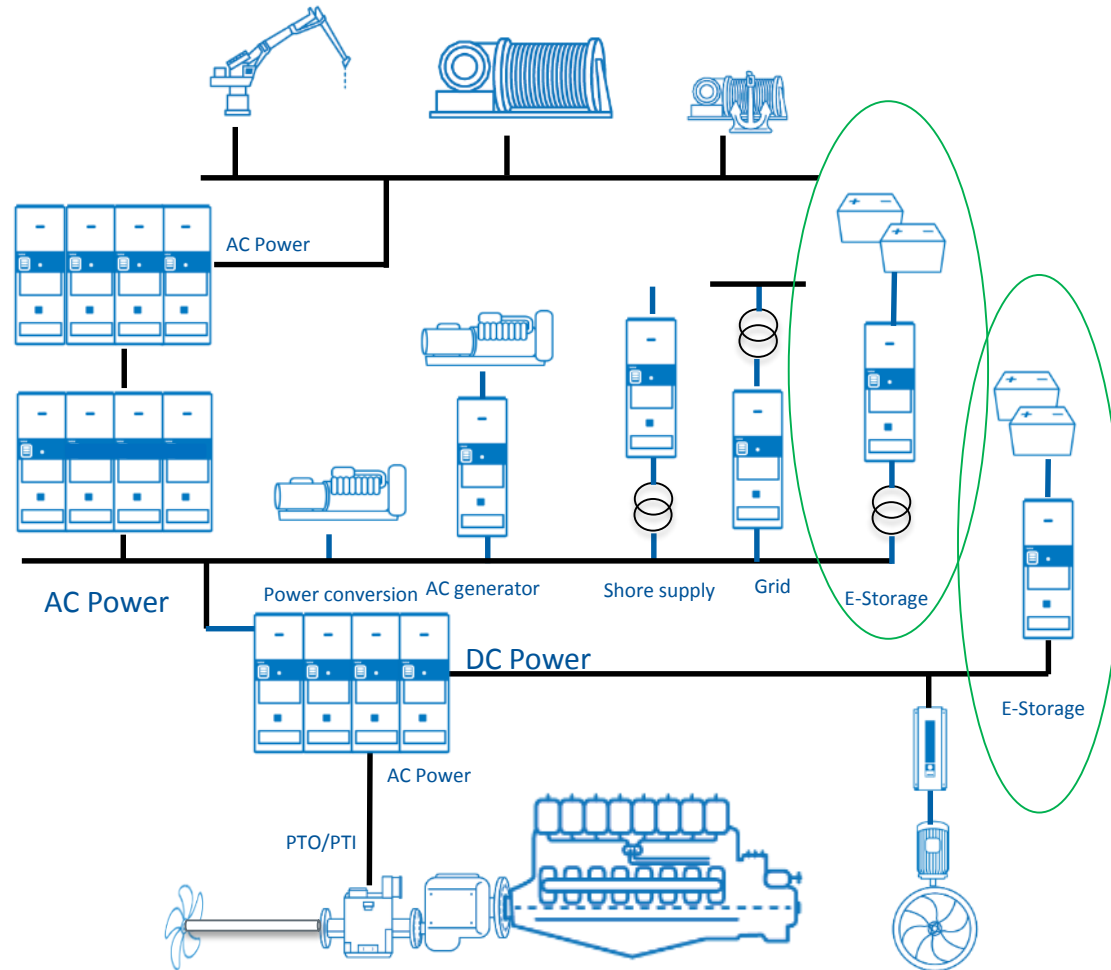 AC Power
AC Power
Power conversion
AC generator
Shore supply
Grid
E-Storage
DC Power
E-Storage
AC Power
PTO/PTI